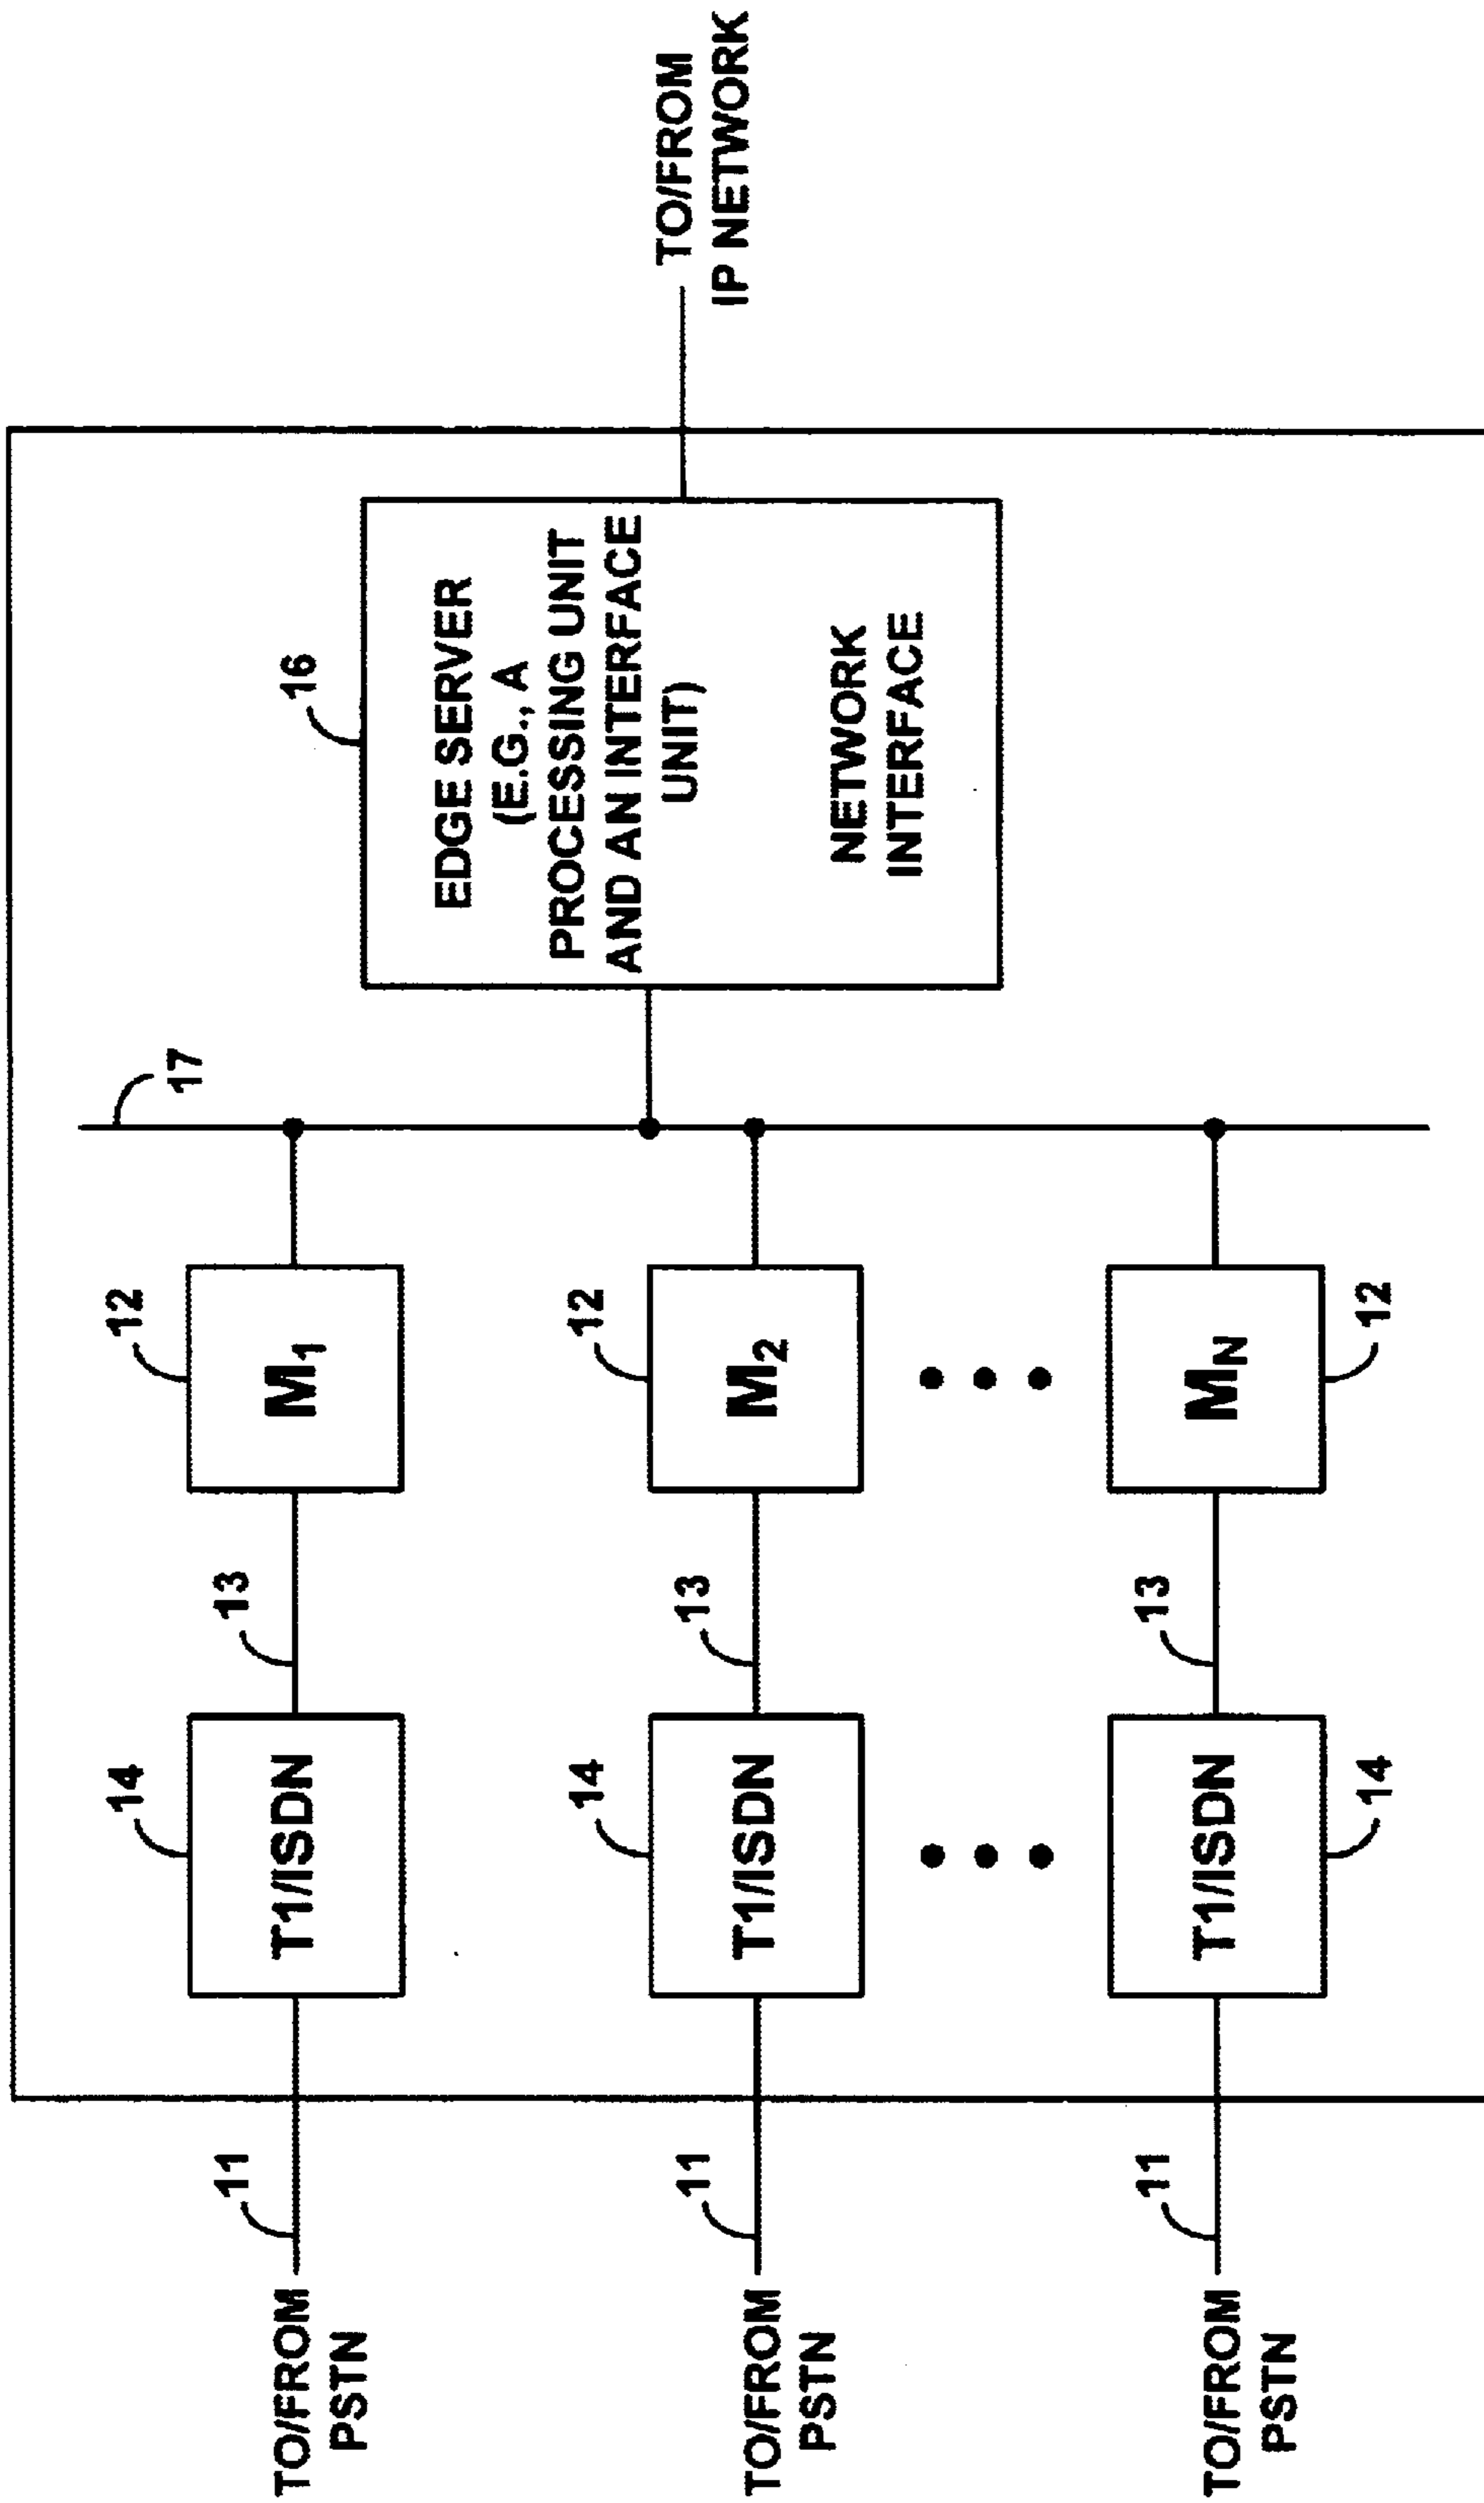 TO/FROM
PSTN
11
14
T1/ISDN
13
12
M1
17
16
EDGE SERVER
(E.G., A
PROCESSING UNIT
AND AN INTERFACE
UNIT)
NETWORK
INTERFACE
TO/FROM
IP NETWORK
TO/FROM
PSTN
11
14
T1/ISDN
13
12
M2
TO/FROM
PSTN
11
T1/ISDN
14
13
MN
12